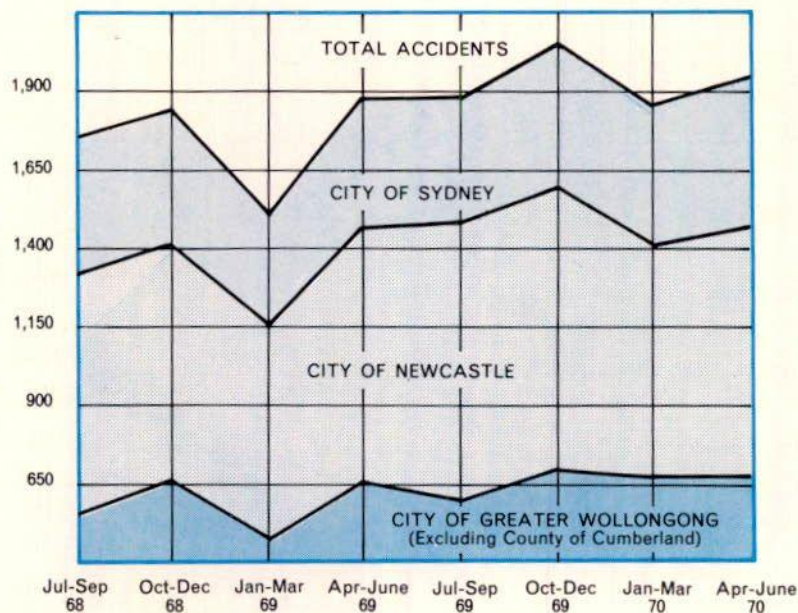 TOTAL ACCIDENTS
1,900
1,650
CITY OF SYDNEY
1,400
1,150
CITY OF NEWCASTLE
900
650
CITY OF GREATER WOLLONGONG
(Excluding County of Cumberland)
Jul-Sep Oct-Dec Jan-Mar Apr-June Jul-Sep Oct-Dec Jan-Mar Apr-June
68 68 69 69 69 69 70 70